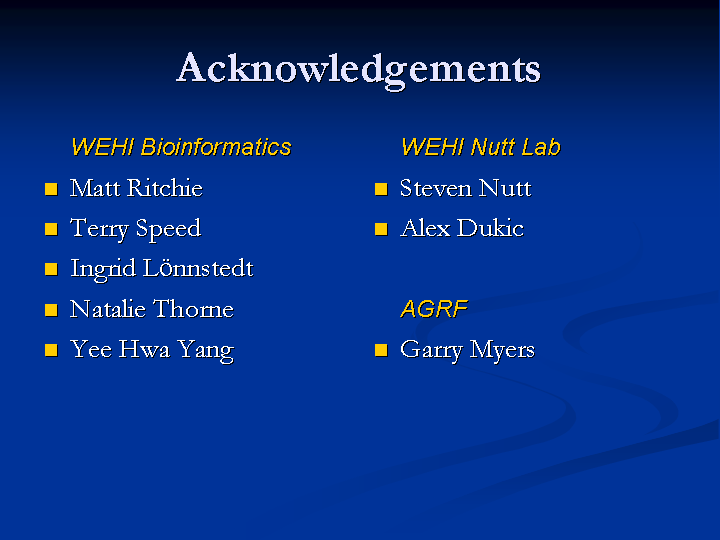 Acknowledgements
WEHI Bioinformatics
Matt Ritchie
Terry Speed
Ingrid Lönnstedt
Natalie Thorne
Yee Hwa Yang
WEHI Nutt Lab
Steven Nutt
Alex Dukic
AGRF
Garry Myers